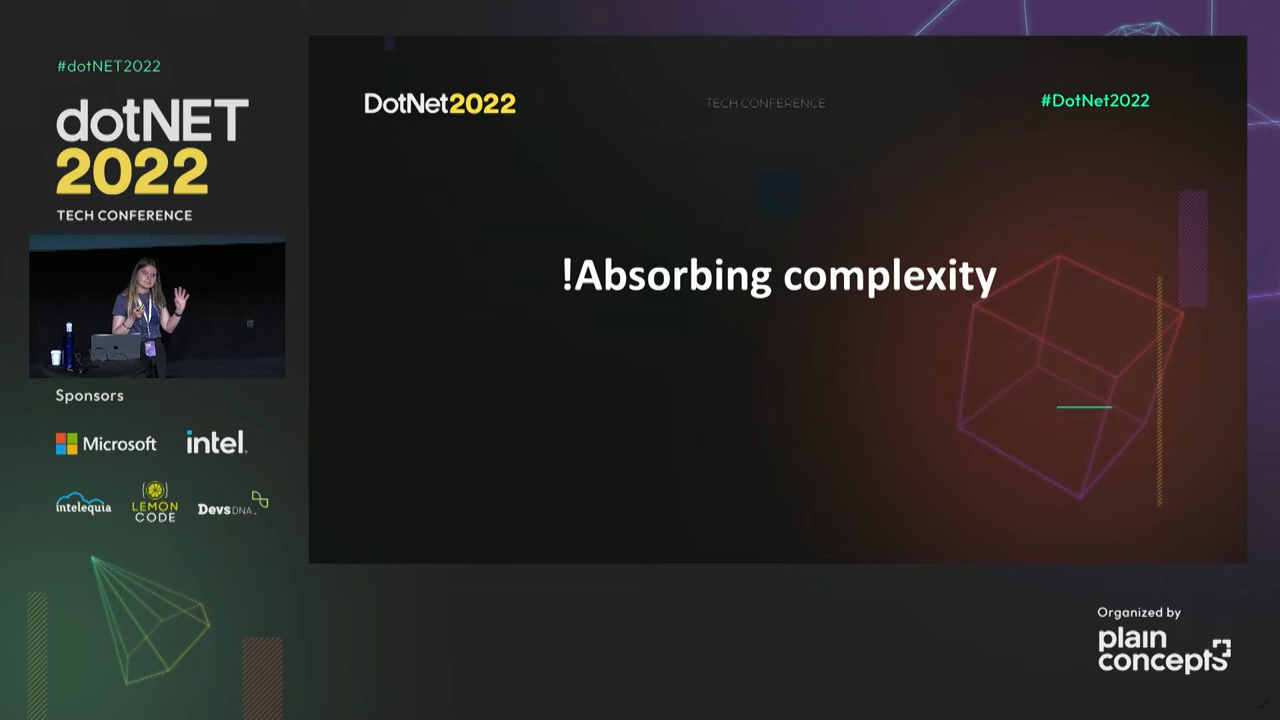 #dotNET2022
dotNET
2022
TECH CONFERENCE
Sponsors
Microsoft
intel.
intelequia
LEMON
CODE
DevsDNA
DotNet2022
TECH CONFERENCE
#DotNet2022
!Absorbing complexity
Organized by
plain
concepts